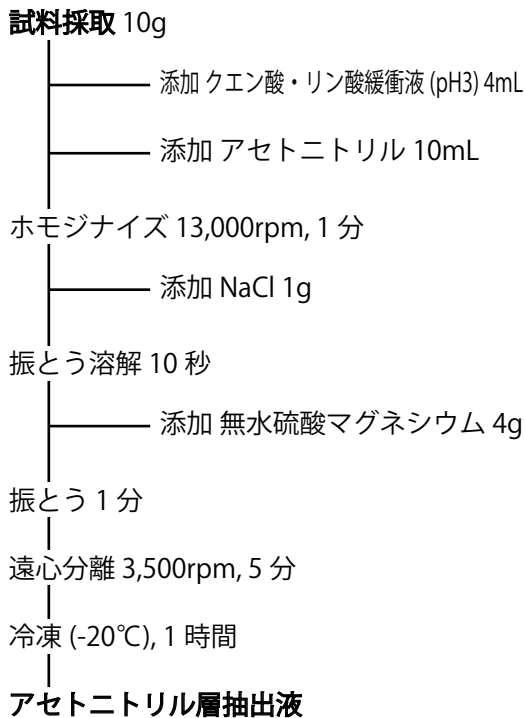 試料採取 10g
添加 クエン酸・リン酸緩衝液 (pH3) 4mL
添加 アセトニトリル 10mL
ホモジナイズ 13,000rpm, 1 分
添加 NaCl 1g
振とう溶解 10 秒
添加 無水硫酸マグネシウム 4g
振とう 1 分
遠心分離 3,500rpm, 5 分
冷凍 (-20℃), 1 時間
アセトニトリル層抽出液